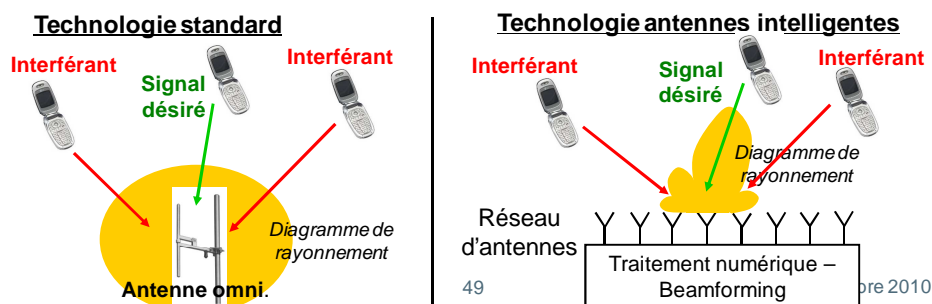 Technologie standard
Interférant
Signal
désiré
Interférant
Diagramme de
rayonnement
Antenne omni.
Technologie antennes intelligentes
Interférant
Signal
désiré
Interférant
Diagramme de
rayonnement
Réseau
d'antennes
Traitement numérique –
Beamforming
49
bre 2010